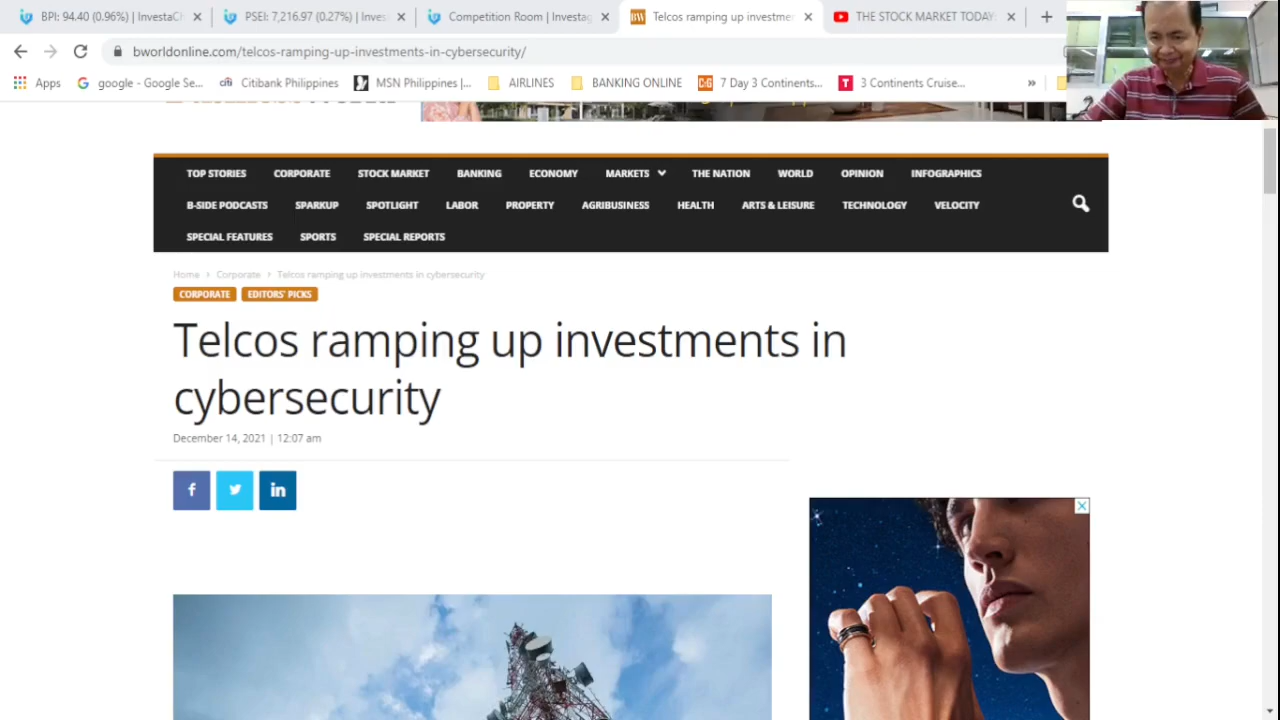 BPI: 94.40 (0.96%) | InvestaC
PSEI: 7,216.97 (0.27%) | Inves
Competition Room | Investag
BW Telcos ramping up investmen
THE STOCK MARKET TODAY
bworldonline.com/telcos-ramping-up-investments-in-cybersecurity/
Apps
google - Google Se...
Citibank Philippines
MSN Philippines |...
AIRLINES
BANKING ONLINE
7 Day 3 Continents...
3 Continents Cruise...
»
TOP STORIES CORPORATE STOCK MARKET BANKING ECONOMY MARKETS THE NATION WORLD OPINION INFOGRAPHICS
B-SIDE PODCASTS SPARKUP SPOTLIGHT LABOR PROPERTY AGRIBUSINESS HEALTH ARTS & LEISURE TECHNOLOGY VELOCITY
SPECIAL FEATURES SPORTS SPECIAL REPORTS
Home › Corporate › Telcos ramping up investments in cybersecurity
CORPORATE EDITORS' PICKS
Telcos ramping up investments in
cybersecurity
December 14, 2021 | 12:07 am
f
in